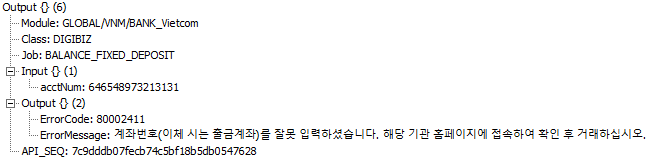 Output {} (6)
Module: GLOBAL/VNM/BANK_Vietcom
Class: DIGIBIZ
Job: BALANCE_FIXED_DEPOSIT
Input {} (1)
acctNum: 646548973213131
Output {} (2)
ErrorCode: 80002411
ErrorMessage: 계좌번호(이체 시는 출금계좌)를 잘못 입력하셨습니다. 해당 기관 홈페이지에 접속하여 확인 후 거래하십시오.
API_SEQ: 7c9dddb07fecb74c5bf18b5db0547628